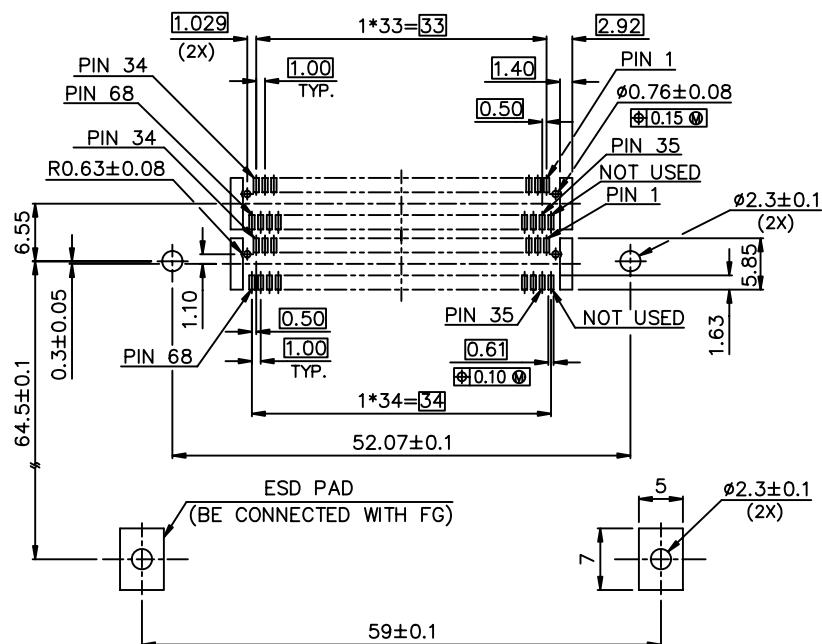 1.029
(2X)
1*33=33
2.92
PIN 34
1.00
TYP.
1.40
PIN 1
PIN 68
0.50
ø0.76±0.08
⌖ 0.15 Ⓜ
PIN 34
PIN 35
R0.63±0.08
NOT USED
PIN 1
ø2.3±0.1
(2X)
6.55
5.85
0.3±0.05
1.10
0.50
PIN 35
NOT USED
1.63
PIN 68
1.00
TYP.
0.61
⌖ 0.10 Ⓜ
1*34=34
64.5±0.1
52.07±0.1
ESD PAD
(BE CONNECTED WITH FG)
5
ø2.3±0.1
(2X)
7
59±0.1